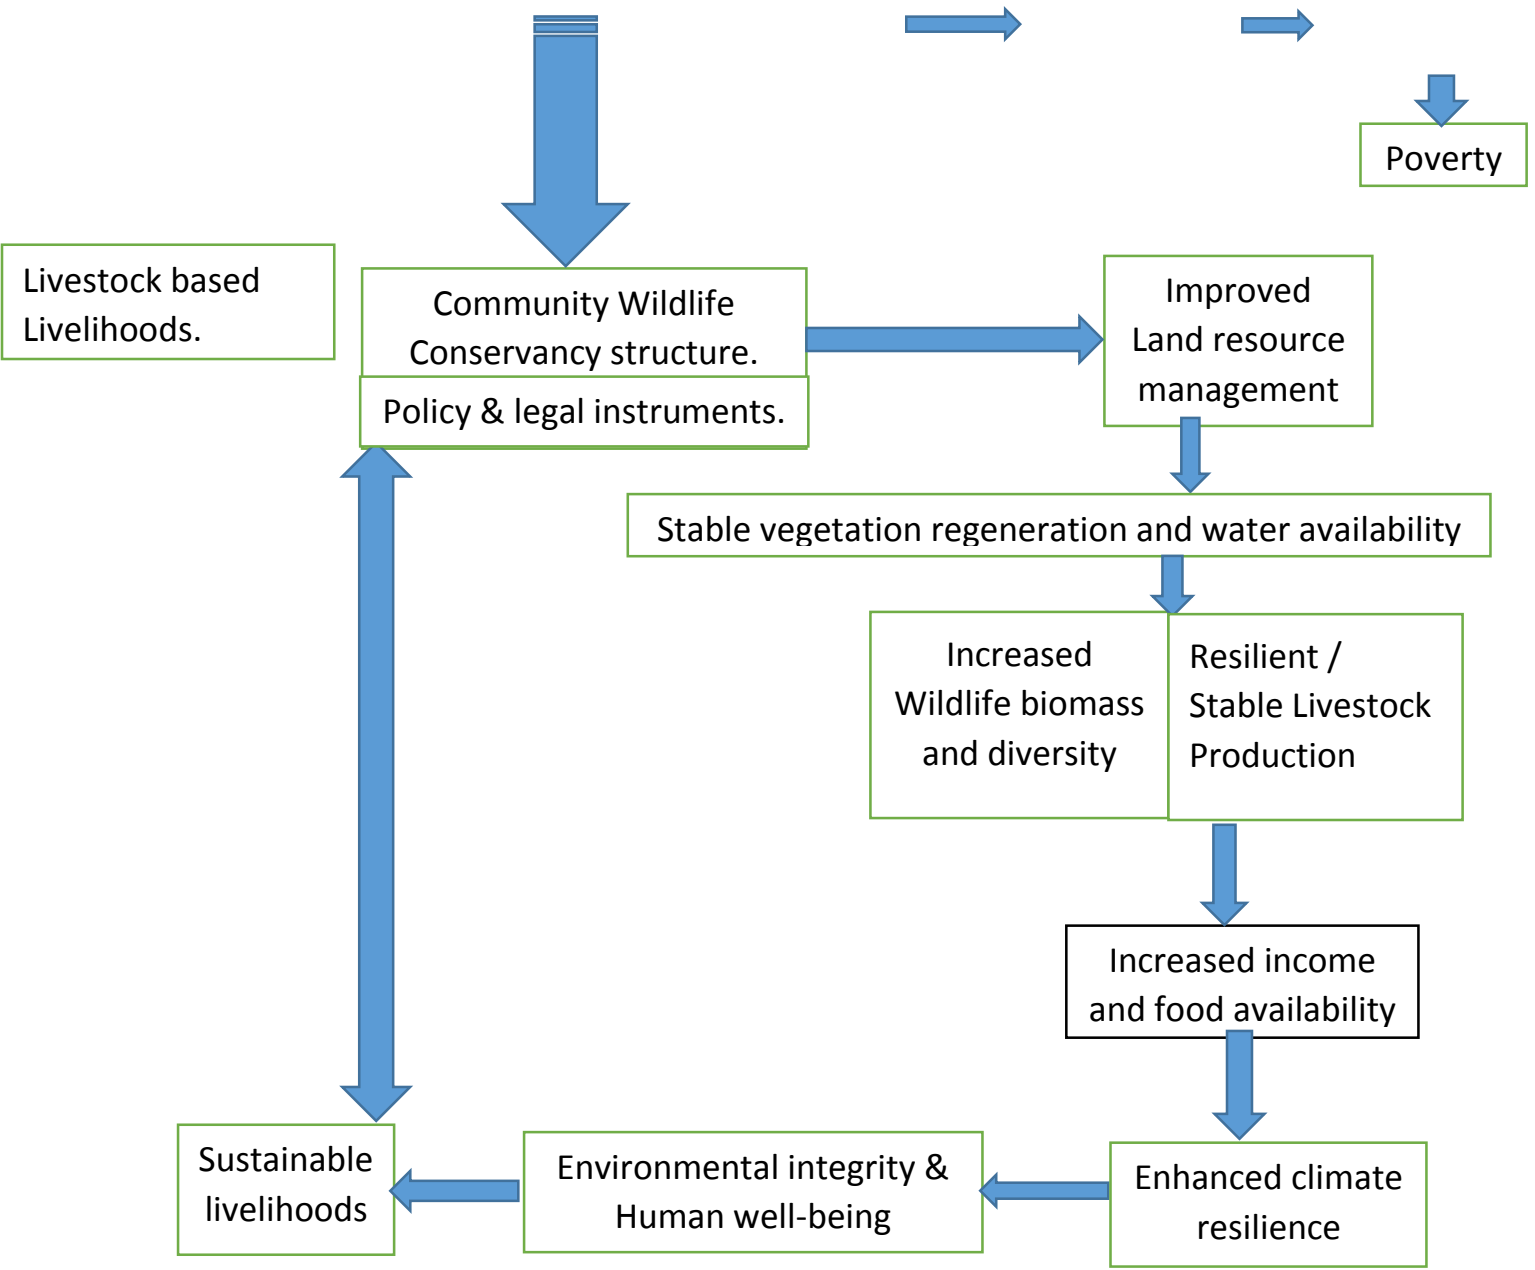 Poverty
Livestock based
Livelihoods.
Community Wildlife
Conservancy structure.
Policy & legal instruments.
Improved
Land resource
management
Stable vegetation regeneration and water availability
Increased
Wildlife biomass
and diversity
Resilient /
Stable Livestock
Production
Increased income
and food availability
Enhanced climate
resilience
Environmental integrity &
Human well-being
Sustainable
livelihoods